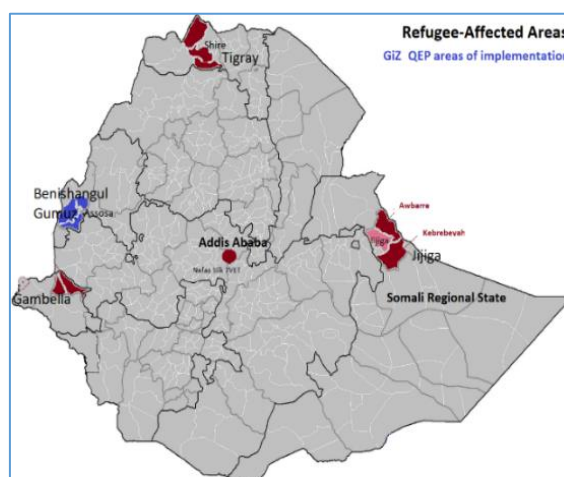 Refugee-Affected Areas
GiZ QEP areas of implementation
Shire
Tigray
Benishangul
Gumuz
Assosa
Awbarre
Addis Ababa
Kebrebeyah
Jijiga
Jijiga
Nefas Silk TVET
Gambella
Somali Regional State